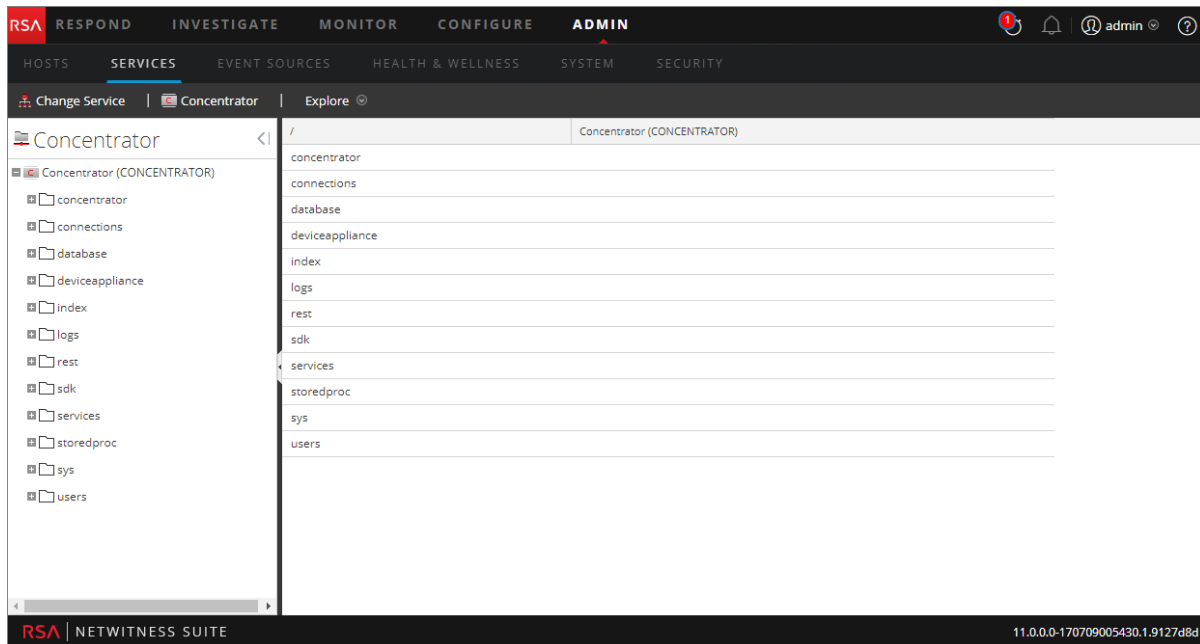 RSA RESPOND INVESTIGATE MONITOR CONFIGURE ADMIN 1 admin ?
HOSTS SERVICES EVENT SOURCES HEALTH & WELLNESS SYSTEM SECURITY
Change Service | C Concentrator | Explore
Concentrator
/ Concentrator (CONCENTRATOR)
C Concentrator (CONCENTRATOR)
concentrator
connections
database
deviceappliance
index
logs
rest
sdk
services
storedproc
sys
users
concentrator
connections
database
deviceappliance
index
logs
rest
sdk
services
storedproc
sys
users
RSA | NETWITNESS SUITE 11.0.0.0-170709005430.1.9127d8d